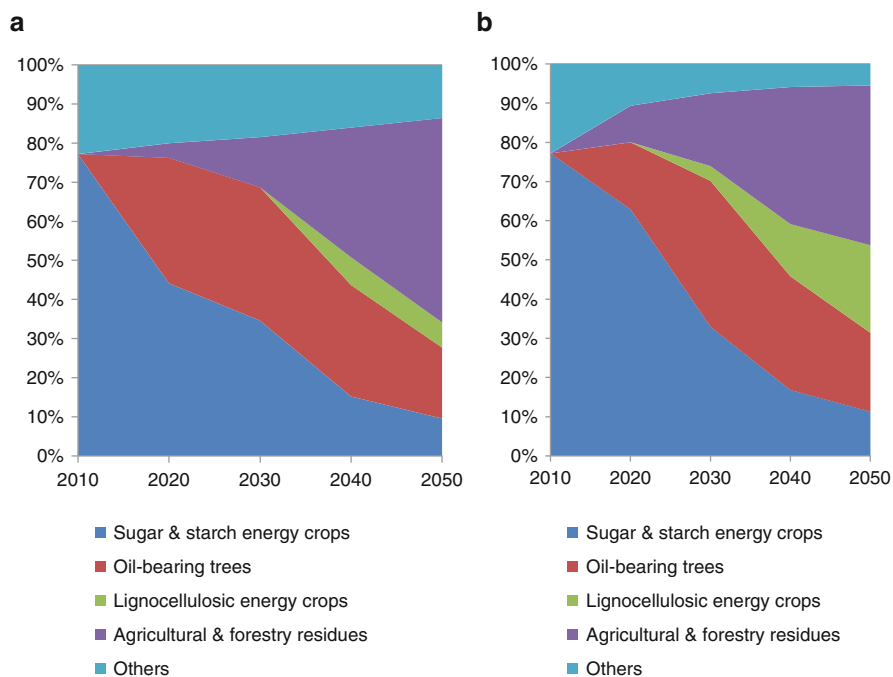 a
100%
90%
80%
70%
60%
50%
40%
30%
20%
10%
0%
2010 2020 2030 2040 2050
Sugar & starch energy crops
Oil-bearing trees
Lignocellulosic energy crops
Agricultural & forestry residues
Others
b
100%
90%
80%
70%
60%
50%
40%
30%
20%
10%
0%
2010 2020 2030 2040 2050
Sugar & starch energy crops
Oil-bearing trees
Lignocellulosic energy crops
Agricultural & forestry residues
Others